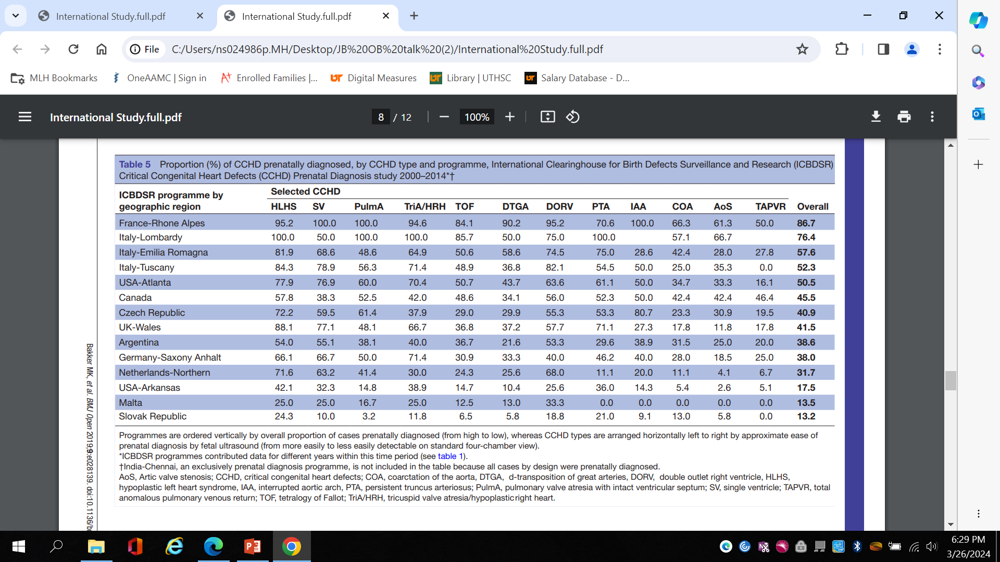 International Study.full.pdf
International Study.full.pdf
File C:/Users/ns024986p.MH/Desktop/JB%20OB%20talk%20(2)/International%20Study.full.pdf
MLH Bookmarks OneAAMC | Sign in Enrolled Families |... Digital Measures Library | UTHSC Salary Database - D...
International Study.full.pdf 8 / 12 100%
Table 5 Proportion (%) of CCHD prenatally diagnosed, by CCHD type and programme, International Clearinghouse for Birth Defects Surveillance and Research (ICBDSR)
Critical Congenital Heart Defects (CCHD) Prenatal Diagnosis study 2000–2014*†
ICBDSR programme by
geographic region
Selected CCHD
HLHS SV PulmA TriA/HRH TOF DTGA DORV PTA IAA COA AoS TAPVR Overall
France-Rhone Alpes 95.2 100.0 100.0 94.6 84.1 90.2 95.2 70.6 100.0 66.3 61.3 50.0 86.7
Italy-Lombardy 100.0 50.0 100.0 100.0 85.7 50.0 75.0 100.0 57.1 66.7 76.4
Italy-Emilia Romagna 81.9 68.6 48.6 64.9 50.6 58.6 74.5 75.0 28.6 42.4 28.0 27.8 57.6
Italy-Tuscany 84.3 78.9 56.3 71.4 48.9 36.8 82.1 54.5 50.0 25.0 35.3 0.0 52.3
USA-Atlanta 77.9 76.9 60.0 70.4 50.7 43.7 63.6 61.1 50.0 34.7 33.3 16.1 50.5
Canada 57.8 38.3 52.5 42.0 48.6 34.1 56.0 52.3 50.0 42.4 42.4 46.4 45.5
Czech Republic 72.2 59.5 61.4 37.9 29.0 29.9 55.3 53.3 80.7 23.3 30.9 19.5 40.9
UK-Wales 88.1 77.1 48.1 66.7 36.8 37.2 57.7 71.1 27.3 17.8 11.8 17.8 41.5
Argentina 54.0 55.1 38.1 40.0 36.7 21.6 53.3 29.6 38.9 31.5 25.0 20.0 38.6
Germany-Saxony Anhalt 66.1 66.7 50.0 71.4 30.9 33.3 40.0 46.2 40.0 28.0 18.5 25.0 38.0
Netherlands-Northern 71.6 63.2 41.4 30.0 24.3 25.6 68.0 11.1 20.0 11.1 4.1 6.7 31.7
USA-Arkansas 42.1 32.3 14.8 38.9 14.7 10.4 25.6 36.0 14.3 5.4 2.6 5.1 17.5
Malta 25.0 25.0 16.7 25.0 12.5 13.0 33.3 0.0 0.0 0.0 0.0 0.0 13.5
Slovak Republic 24.3 10.0 3.2 11.8 6.5 5.8 18.8 21.0 9.1 13.0 5.8 0.0 13.2
Programmes are ordered vertically by overall proportion of cases prenatally diagnosed (from high to low), whereas CCHD types are arranged horizontally left to right by approximate ease of
prenatal diagnosis by fetal ultrasound (from more easily to less easily detectable on standard four-chamber view).
*ICBDSR programmes contributed data for different years within this time period (see table 1).
†India-Chennai, an exclusively prenatal diagnosis programme, is not included in the table because all cases by design were prenatally diagnosed.
AoS, Artic valve stenosis; CCHD, critical congenital heart defects; COA, coarctation of the aorta, DTGA, d-transposition of great arteries, DORV, double outlet right ventricle, HLHS,
hypoplastic left heart syndrome, IAA, interrupted aortic arch, PTA, persistent truncus arteriosus; PulmA, pulmonary valve atresia with intact ventricular septum; SV, single ventricle; TAPVR, total
anomalous pulmonary venous return; TOF, tetralogy of Fallot; TriA/HRH, tricuspid valve atresia/hypoplastic right heart.
Bakker MK, et al. BMJ Open 2019;9:e028139. doi:10.1136/b
6:29 PM
3/26/2024